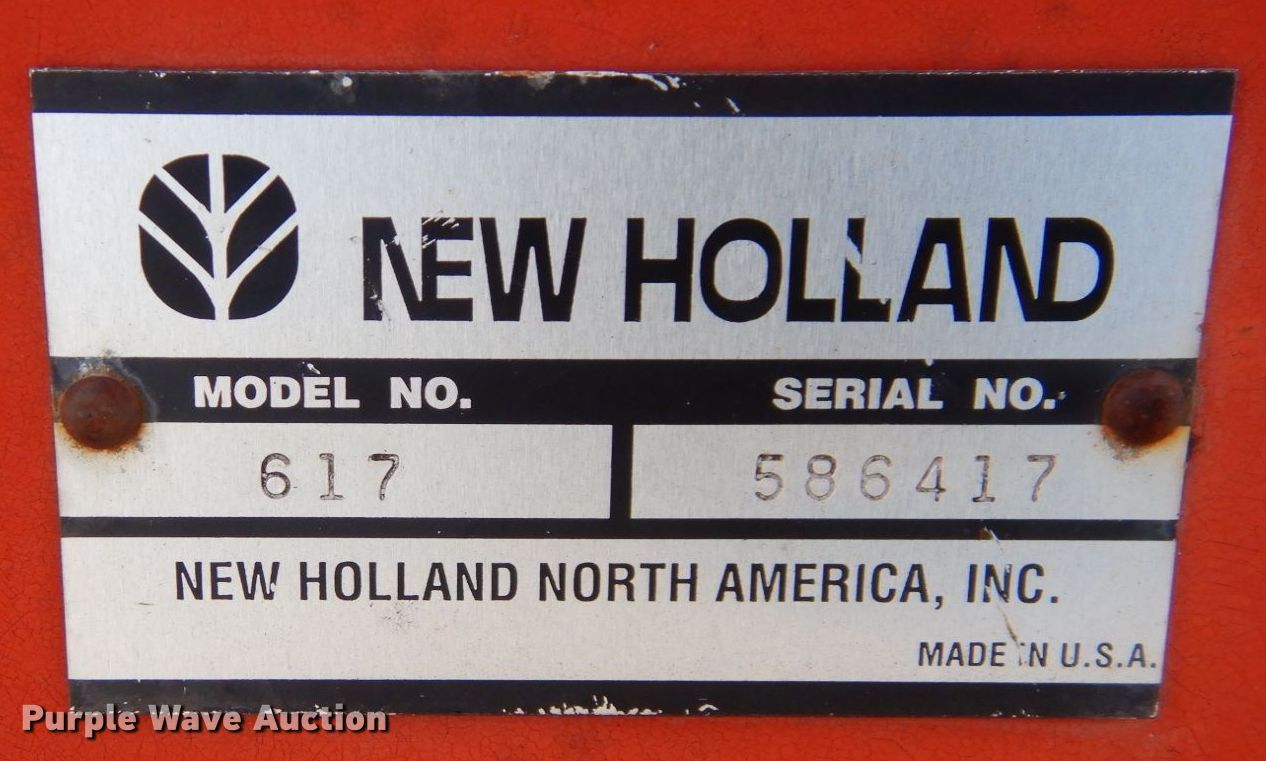 NEW HOLLAND
MODEL NO. SERIAL NO.
617 586417
NEW HOLLAND NORTH AMERICA, INC.
MADE IN U.S.A.
Purple Wave Auction